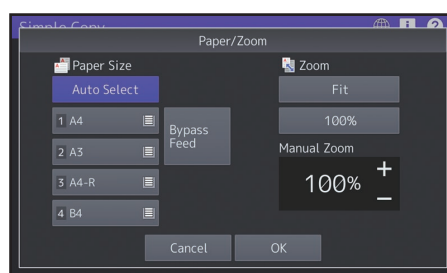 Simple Copy
Paper/Zoom
Paper Size
Auto Select
1 A4
2 A3
3 A4-R
4 B4
Bypass
Feed
Zoom
Fit
100%
Manual Zoom
100%
+
−
Cancel
OK